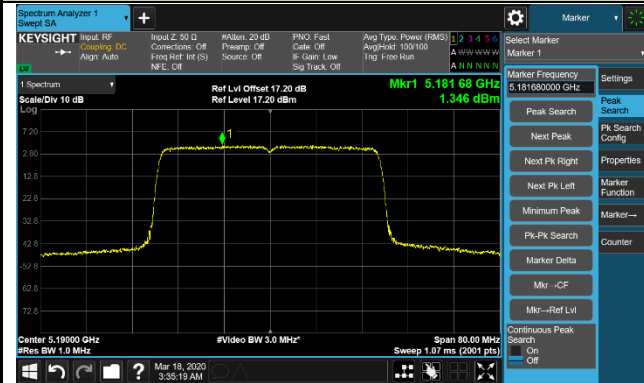 Spectrum Analyzer 1
Swept SA
KEYSIGHT
Input: RF
Coupling: DC
Align: Auto
Input Z: 50 Ω
Corrections: Off
Freq Ref: Int (S)
NFE: Off
#Atten: 20 dB
Preamp: Off
Source: Off
PNO: Fast
Gate: Off
IF Gain: Low
Sig Track: Off
Avg Type: Power (RMS)
Avg|Hold: 100/100
Trig: Free Run
1 2 3 4 5 6
A W W W W W
A N N N N N
LXI
1 Spectrum
Scale/Div 10 dB
Ref Lvl Offset 17.20 dB
Ref Level 17.20 dBm
Mkr1 5.181 68 GHz
1.346 dBm
Log
7.20
-2.80
-12.8
-22.8
-32.8
-42.8
-52.8
-62.8
-72.8
1
Center 5.19000 GHz
#Res BW 1.0 MHz
#Video BW 3.0 MHz*
Span 80.00 MHz
Sweep 1.07 ms (2001 pts)
Mar 18, 2020
3:35:19 AM
Marker
Select Marker
Marker 1
Marker Frequency
5.181680000 GHz
Peak Search
Next Peak
Next Pk Right
Next Pk Left
Minimum Peak
Pk-Pk Search
Marker Delta
Mkr→CF
Mkr→Ref Lvl
Continuous Peak
Search
On
Off
Settings
Peak
Search
Pk Search
Config
Properties
Marker
Function
Marker→
Counter